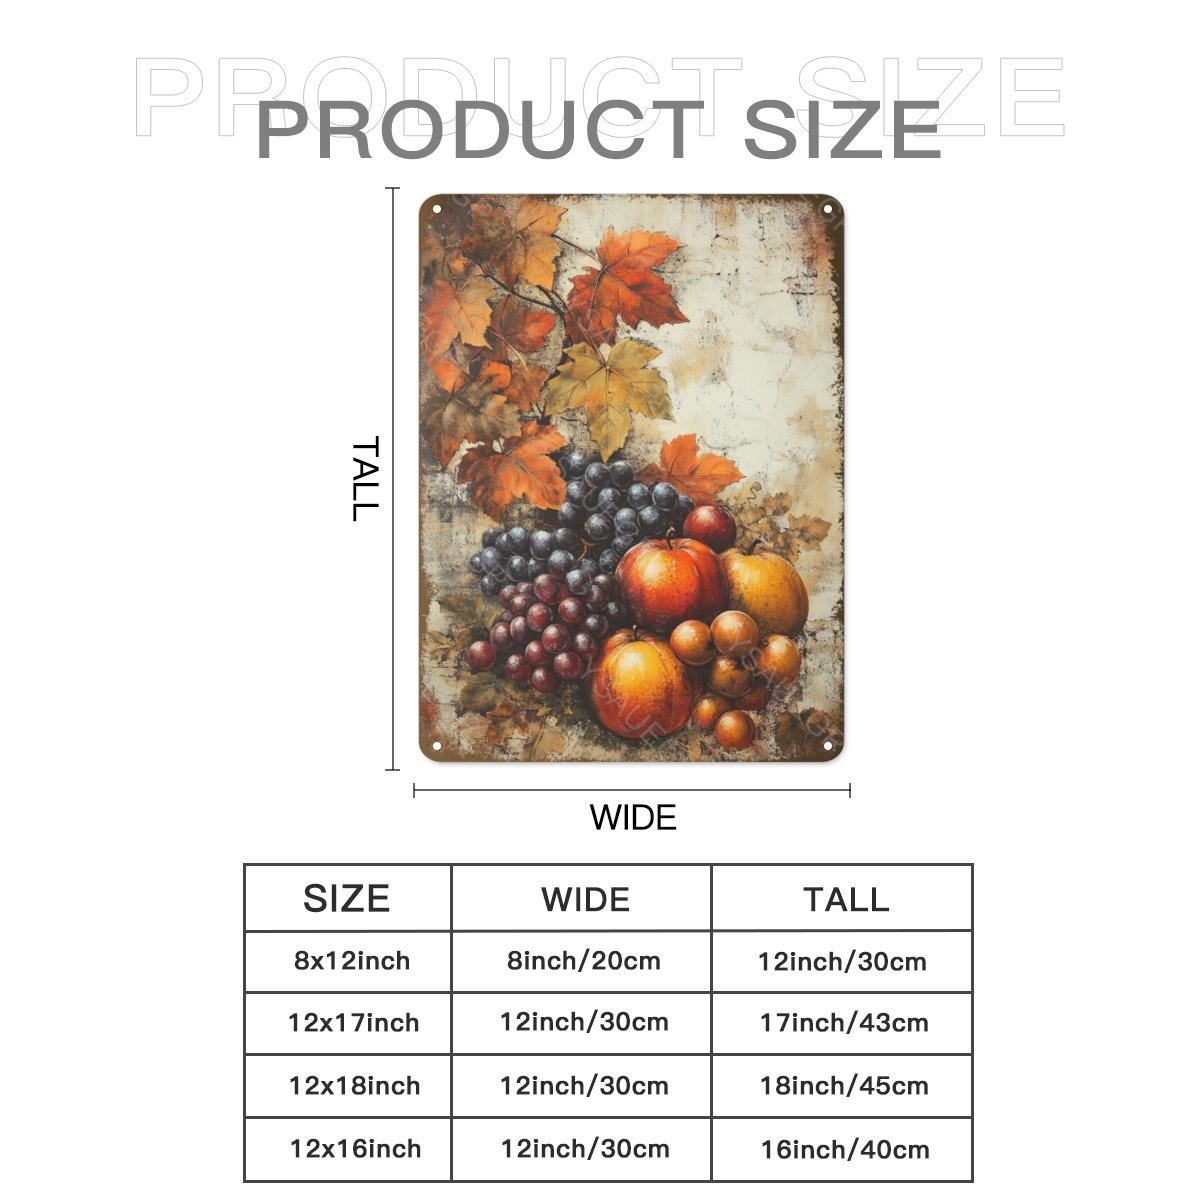 PRODUCT SIZE
PRODUCT SIZE
TALL
WIDE
SIZE WIDE TALL
8x12inch 8inch/20cm 12inch/30cm
12x17inch 12inch/30cm 17inch/43cm
12x18inch 12inch/30cm 18inch/45cm
12x16inch 12inch/30cm 16inch/40cm